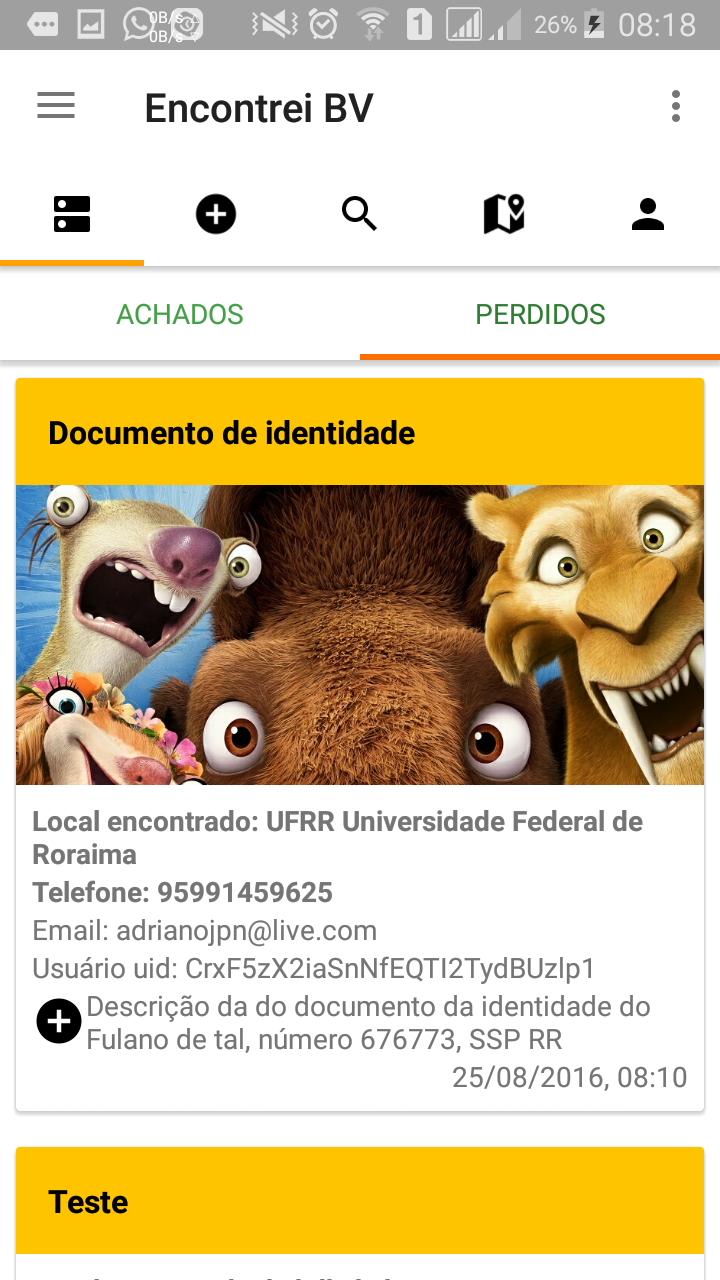 0B/s
0B/s
1
26%
08:18
Encontrei BV
ACHADOS
PERDIDOS
Documento de identidade
Local encontrado: UFRR Universidade Federal de
Roraima
Telefone: 95991459625
Email: adrianojpn@live.com
Usuário uid: CrxF5zX2iaSnNfEQTI2TydBUzlp1
Descrição da do documento da identidade do
Fulano de tal, número 676773, SSP RR
25/08/2016, 08:10
Teste